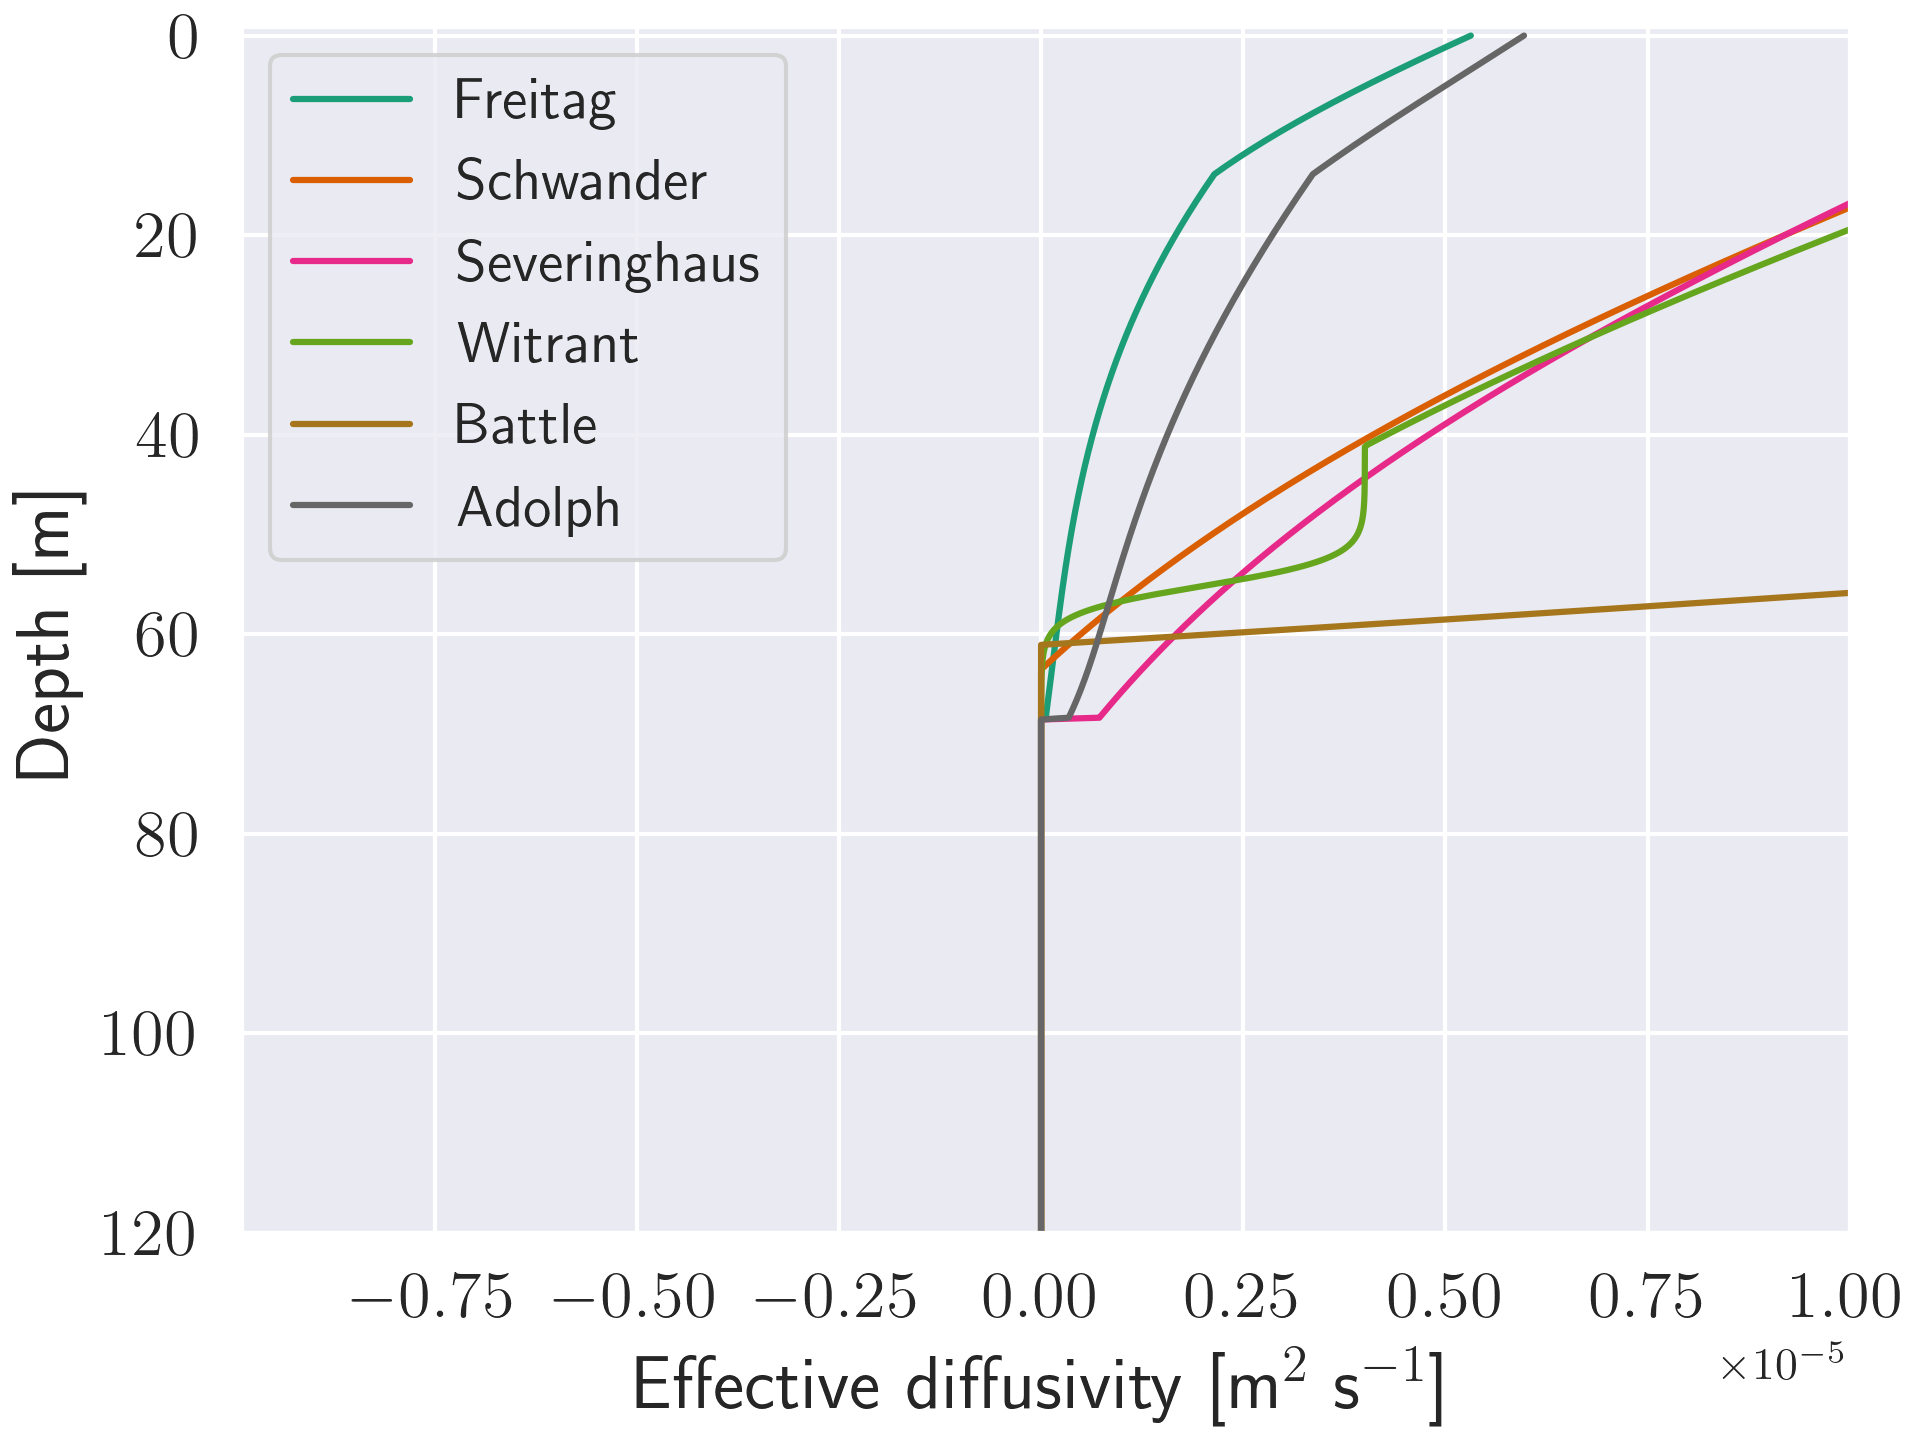 0
20
40
60
80
100
120
Depth [m]
Freitag
Schwander
Severinghaus
Witrant
Battle
Adolph
−0.75 −0.50 −0.25 0.00 0.25 0.50 0.75 1.00
×10⁻⁵
Effective diffusivity [m² s⁻¹]